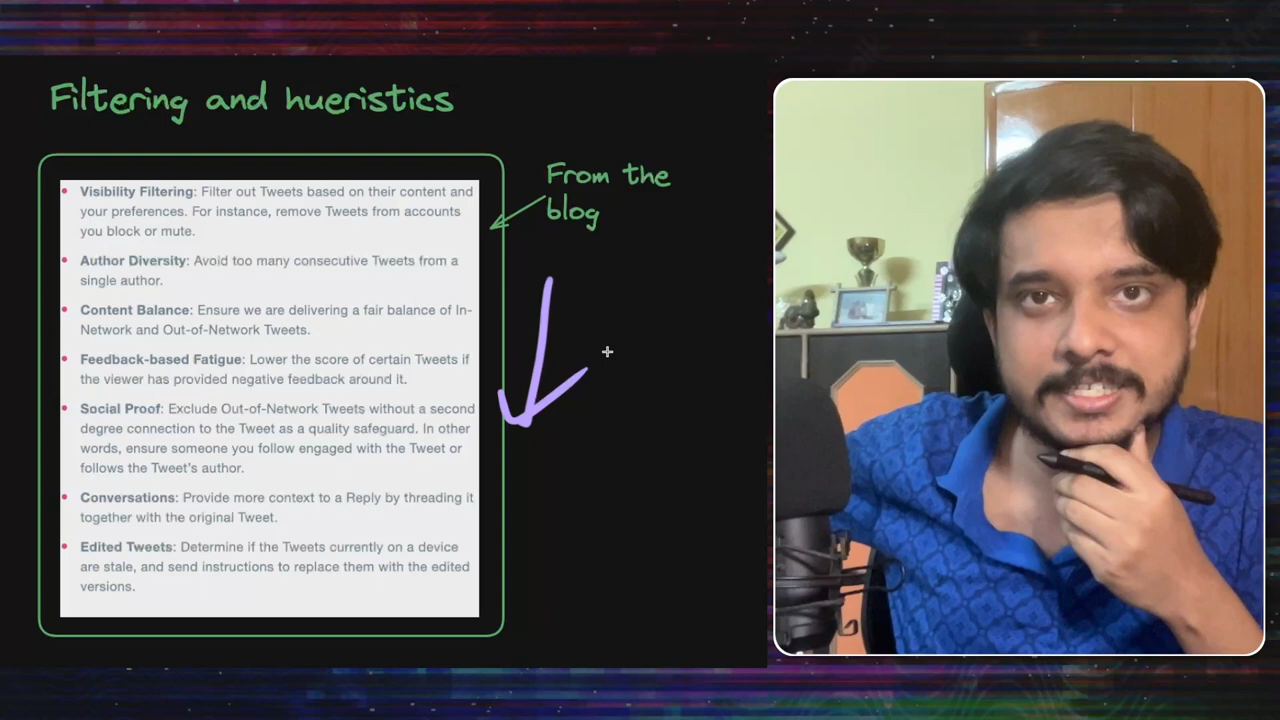 Filtering and hueristics
From the
blog
Visibility Filtering: Filter out Tweets based on their content and
your preferences. For instance, remove Tweets from accounts
you block or mute.
Author Diversity: Avoid too many consecutive Tweets from a
single author.
Content Balance: Ensure we are delivering a fair balance of In-
Network and Out-of-Network Tweets.
Feedback-based Fatigue: Lower the score of certain Tweets if
the viewer has provided negative feedback around it.
Social Proof: Exclude Out-of-Network Tweets without a second
degree connection to the Tweet as a quality safeguard. In other
words, ensure someone you follow engaged with the Tweet or
follows the Tweet's author.
Conversations: Provide more context to a Reply by threading it
together with the original Tweet.
Edited Tweets: Determine if the Tweets currently on a device
are stale, and send instructions to replace them with the edited
versions.